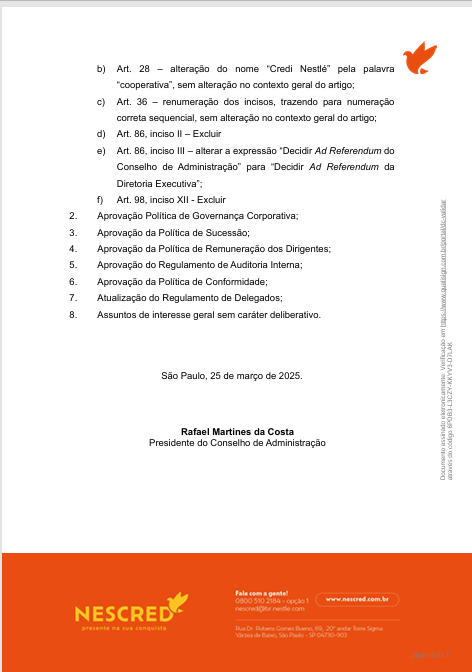 b) Art. 28 – alteração do nome “Credi Nestlé” pela palavra
“cooperativa”, sem alteração no contexto geral do artigo;
c) Art. 36 – renumeração dos incisos, trazendo para numeração
correta sequencial, sem alteração no contexto geral do artigo;
d) Art. 86, inciso II – Excluir
e) Art. 86, inciso III – alterar a expressão “Decidir Ad Referendum do
Conselho de Administração” para “Decidir Ad Referendum da
Diretoria Executiva”;
f) Art. 98, inciso XII - Excluir
2. Aprovação Política de Governança Corporativa;
3. Aprovação da Política de Sucessão;
4. Aprovação da Política de Remuneração dos Dirigentes;
5. Aprovação do Regulamento de Auditoria Interna;
6. Aprovação da Política de Conformidade;
7. Atualização do Regulamento de Delegados;
8. Assuntos de interesse geral sem caráter deliberativo.
São Paulo, 25 de março de 2025.
Rafael Martines da Costa
Presidente do Conselho de Administração
Documento assinado eletronicamente. Verificação em https://www.qualisign.com.br/portal/dc-validar
através do código
NESCRED
presente na sua conquista
Fale com a gente!
0800 510 2184 - opção 1
nescred@br.nestle.com
www.nescred.com.br
Rua Dr. Rubens Gomes Bueno, 69, 20º andar Torre Sigma
Várzea de Baixo, São Paulo - SP 04730-903